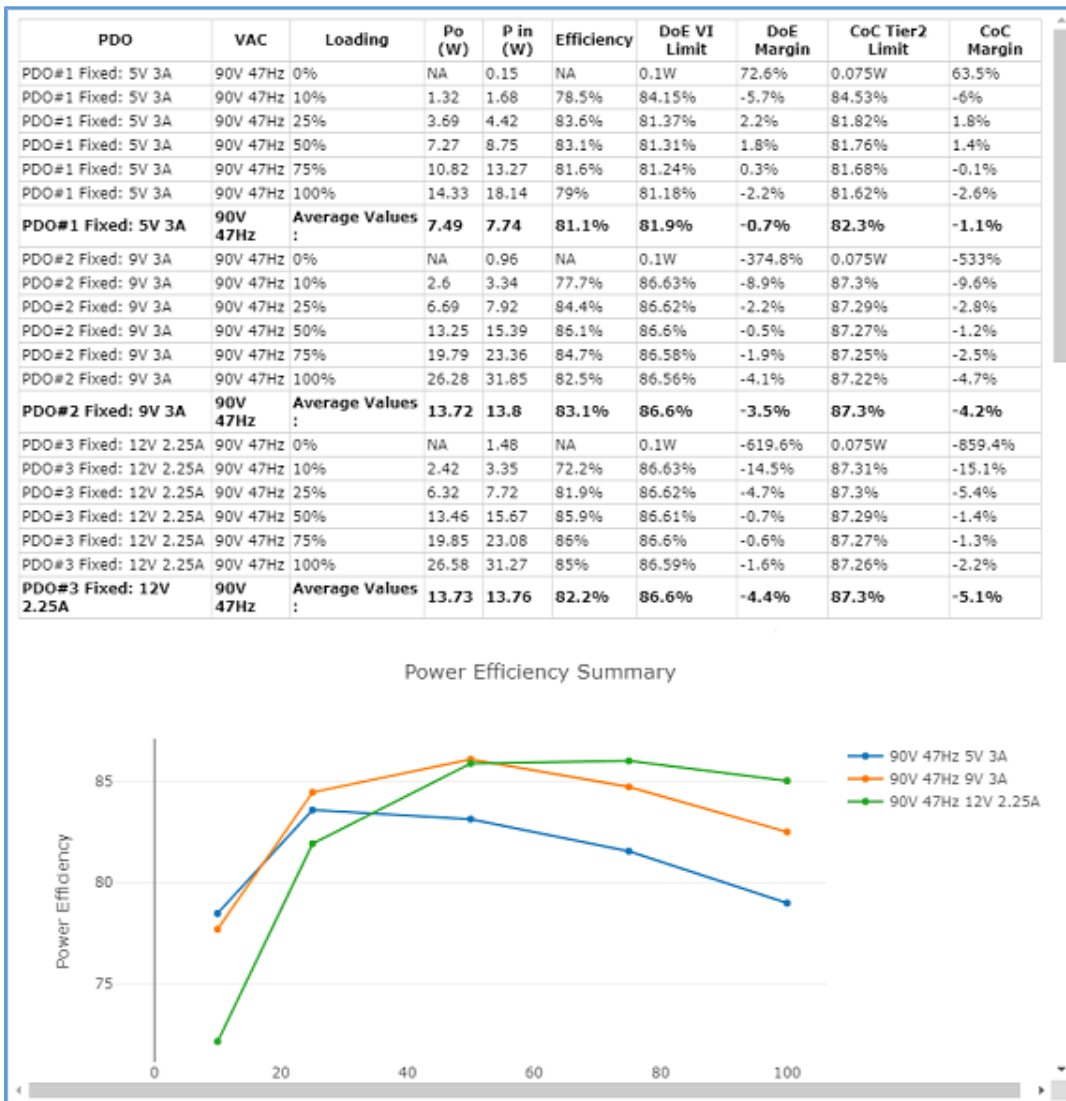 PDO VAC Loading Po (W) P in (W) Efficiency DoE VI Limit DoE Margin CoC Tier2 Limit CoC Margin
PDO#1 Fixed: 5V 3A 90V 47Hz 0% NA 0.15 NA 0.1W 72.6% 0.075W 63.5%
PDO#1 Fixed: 5V 3A 90V 47Hz 10% 1.32 1.68 78.5% 84.15% -5.7% 84.53% -6%
PDO#1 Fixed: 5V 3A 90V 47Hz 25% 3.69 4.42 83.6% 81.37% 2.2% 81.82% 1.8%
PDO#1 Fixed: 5V 3A 90V 47Hz 50% 7.27 8.75 83.1% 81.31% 1.8% 81.76% 1.4%
PDO#1 Fixed: 5V 3A 90V 47Hz 75% 10.82 13.27 81.6% 81.24% 0.3% 81.68% -0.1%
PDO#1 Fixed: 5V 3A 90V 47Hz 100% 14.33 18.14 79% 81.18% -2.2% 81.62% -2.6%
PDO#1 Fixed: 5V 3A 90V 47Hz Average Values : 7.49 7.74 81.1% 81.9% -0.7% 82.3% -1.1%
PDO#2 Fixed: 9V 3A 90V 47Hz 0% NA 0.96 NA 0.1W -374.8% 0.075W -533%
PDO#2 Fixed: 9V 3A 90V 47Hz 10% 2.6 3.34 77.7% 86.63% -8.9% 87.3% -9.6%
PDO#2 Fixed: 9V 3A 90V 47Hz 25% 6.69 7.92 84.4% 86.62% -2.2% 87.29% -2.8%
PDO#2 Fixed: 9V 3A 90V 47Hz 50% 13.25 15.39 86.1% 86.6% -0.5% 87.27% -1.2%
PDO#2 Fixed: 9V 3A 90V 47Hz 75% 19.79 23.36 84.7% 86.58% -1.9% 87.25% -2.5%
PDO#2 Fixed: 9V 3A 90V 47Hz 100% 26.28 31.85 82.5% 86.56% -4.1% 87.22% -4.7%
PDO#2 Fixed: 9V 3A 90V 47Hz Average Values : 13.72 13.8 83.1% 86.6% -3.5% 87.3% -4.2%
PDO#3 Fixed: 12V 2.25A 90V 47Hz 0% NA 1.48 NA 0.1W -619.6% 0.075W -859.4%
PDO#3 Fixed: 12V 2.25A 90V 47Hz 10% 2.42 3.35 72.2% 86.63% -14.5% 87.31% -15.1%
PDO#3 Fixed: 12V 2.25A 90V 47Hz 25% 6.32 7.72 81.9% 86.62% -4.7% 87.3% -5.4%
PDO#3 Fixed: 12V 2.25A 90V 47Hz 50% 13.46 15.67 85.9% 86.61% -0.7% 87.29% -1.4%
PDO#3 Fixed: 12V 2.25A 90V 47Hz 75% 19.85 23.08 86% 86.6% -0.6% 87.27% -1.3%
PDO#3 Fixed: 12V 2.25A 90V 47Hz 100% 26.58 31.27 85% 86.59% -1.6% 87.26% -2.2%
PDO#3 Fixed: 12V 2.25A 90V 47Hz Average Values : 13.73 13.76 82.2% 86.6% -4.4% 87.3% -5.1%
Power Efficiency Summary
90V 47Hz 5V 3A
90V 47Hz 9V 3A
90V 47Hz 12V 2.25A
Power Efficiency
85
80
75
0 20 40 60 80 100